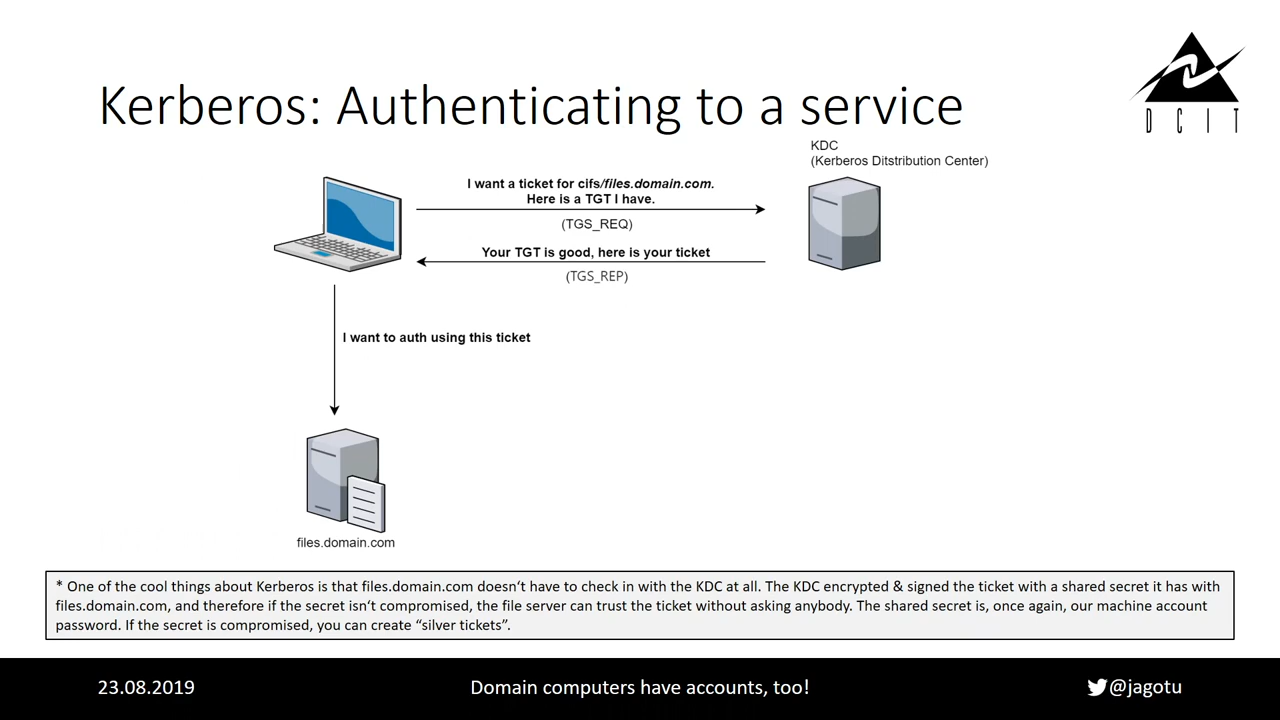 Kerberos: Authenticating to a service
D C I T
KDC
(Kerberos Ditstribution Center)
I want a ticket for cifs/files.domain.com.
Here is a TGT I have.
(TGS_REQ)
Your TGT is good, here is your ticket
(TGS_REP)
I want to auth using this ticket
files.domain.com
* One of the cool things about Kerberos is that files.domain.com doesn't have to check in with the KDC at all. The KDC encrypted & signed the ticket with a shared secret it has with
files.domain.com, and therefore if the secret isn't compromised, the file server can trust the ticket without asking anybody. The shared secret is, once again, our machine account
password. If the secret is compromised, you can create “silver tickets”.
23.08.2019
Domain computers have accounts, too!
@jagotu